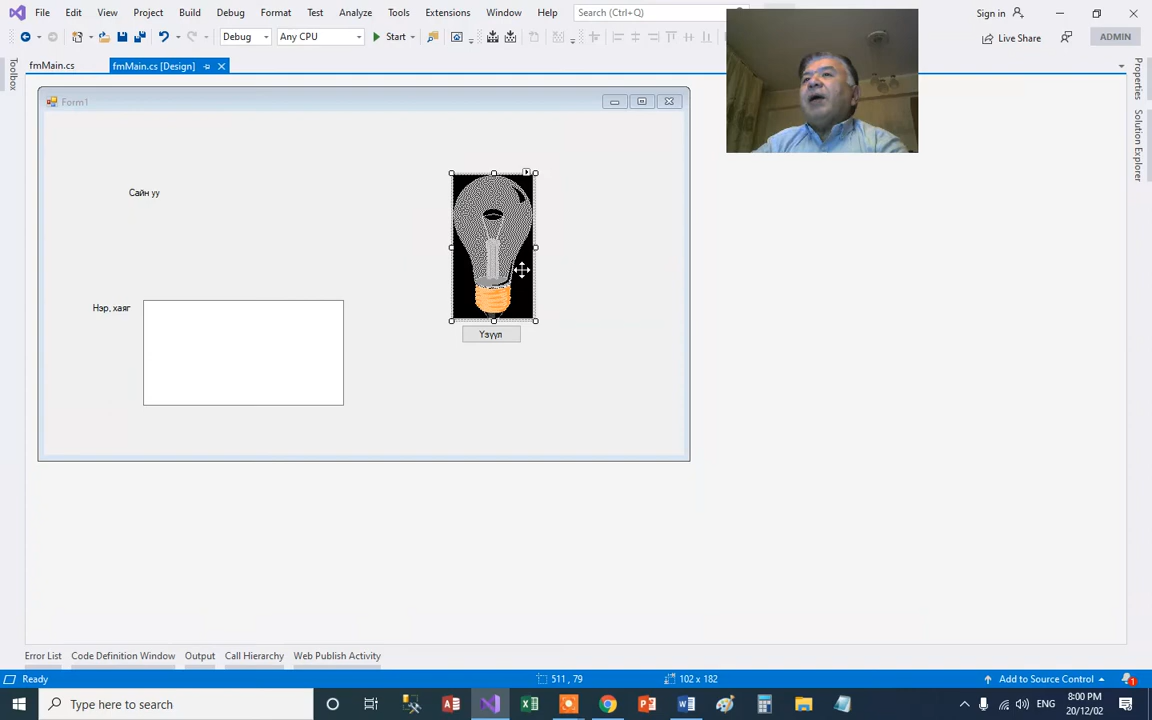 File Edit View Project Build Debug Format Test Analyze Tools Extensions Window Help Search (Ctrl+Q) Sign in
Debug Any CPU Start Live Share ADMIN
fmMain.cs fmMain.cs [Design]
Toolbox
Properties
Solution Explorer
Form1
Сайн уу
Нэр, хаяг
Үзүүл
Error List Code Definition Window Output Call Hierarchy Web Publish Activity
Ready 511 , 79 102 x 182 Add to Source Control 1
Type here to search ENG 8:00 PM
20/12/02